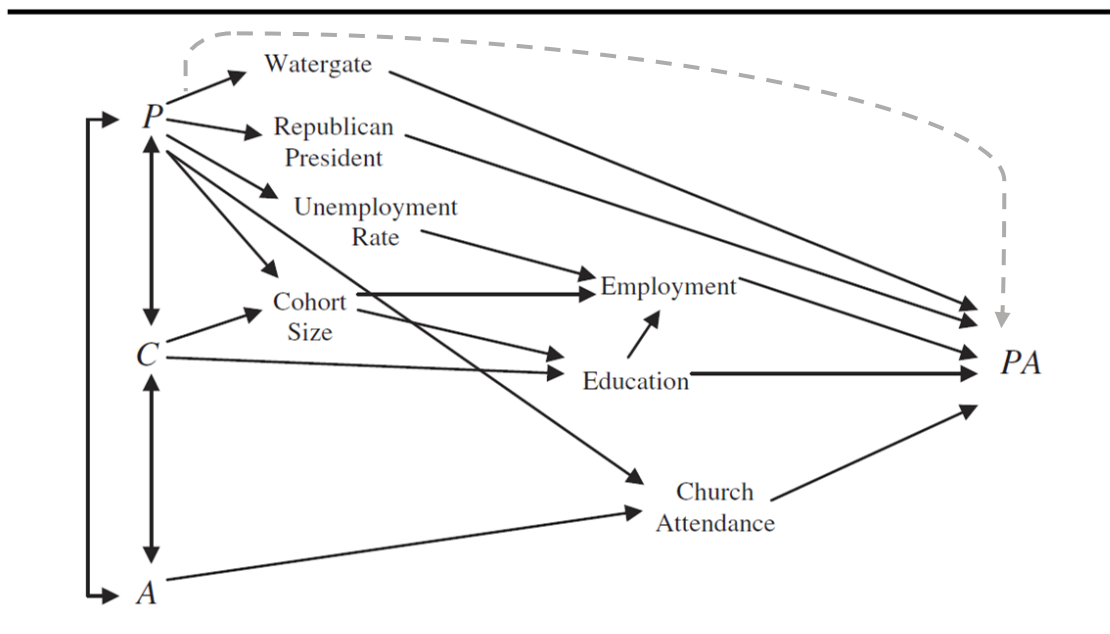 Watergate
P
Republican
President
Unemployment
Rate
Employment
Cohort
Size
C
PA
Education
Church
Attendance
A